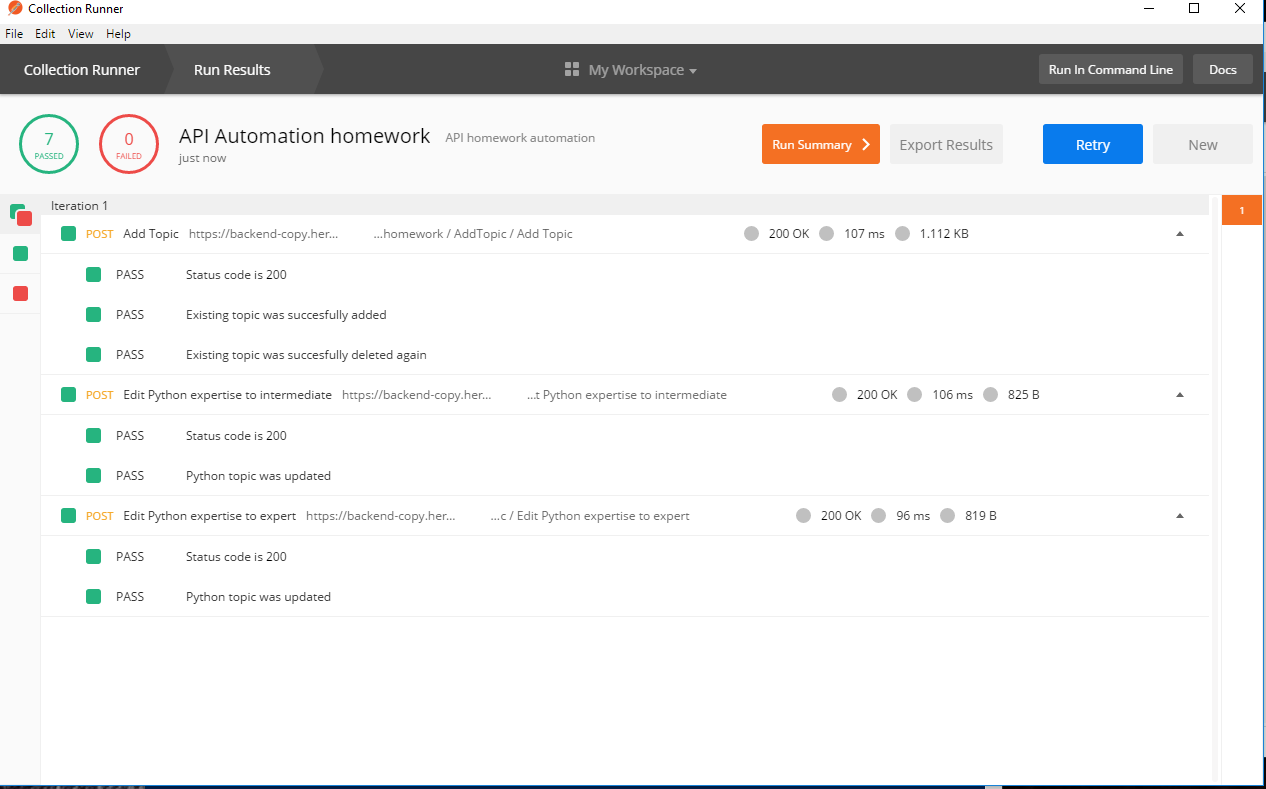 Collection Runner
File Edit View Help
Collection Runner Run Results My Workspace Run In Command Line Docs
7 PASSED 0 FAILED API Automation homework API homework automation Run Summary Export Results Retry New
just now
Iteration 1 1
POST Add Topic https://backend-copy.her... ...homework / AddTopic / Add Topic 200 OK 107 ms 1.112 KB
PASS Status code is 200
PASS Existing topic was succesfully added
PASS Existing topic was succesfully deleted again
POST Edit Python expertise to intermediate https://backend-copy.her... ...t Python expertise to intermediate 200 OK 106 ms 825 B
PASS Status code is 200
PASS Python topic was updated
POST Edit Python expertise to expert https://backend-copy.her... ...c / Edit Python expertise to expert 200 OK 96 ms 819 B
PASS Status code is 200
PASS Python topic was updated